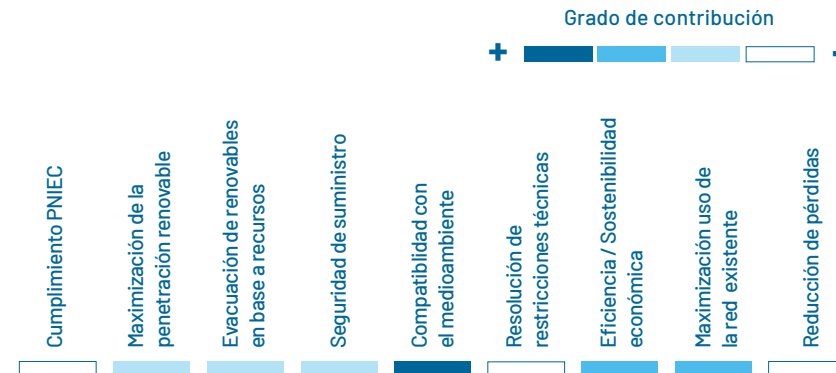 Grado de contribución
+ -
Cumplimiento PNIEC
Maximización de la
penetración renovable
Evacuación de renovables
en base a recursos
Seguridad de suministro
Compatiblidad con
el medioambiente
Resolución de
restricciones técnicas
Eficiencia / Sostenibilidad
económica
Maximización uso de
la red existente
Reducción de pérdidas